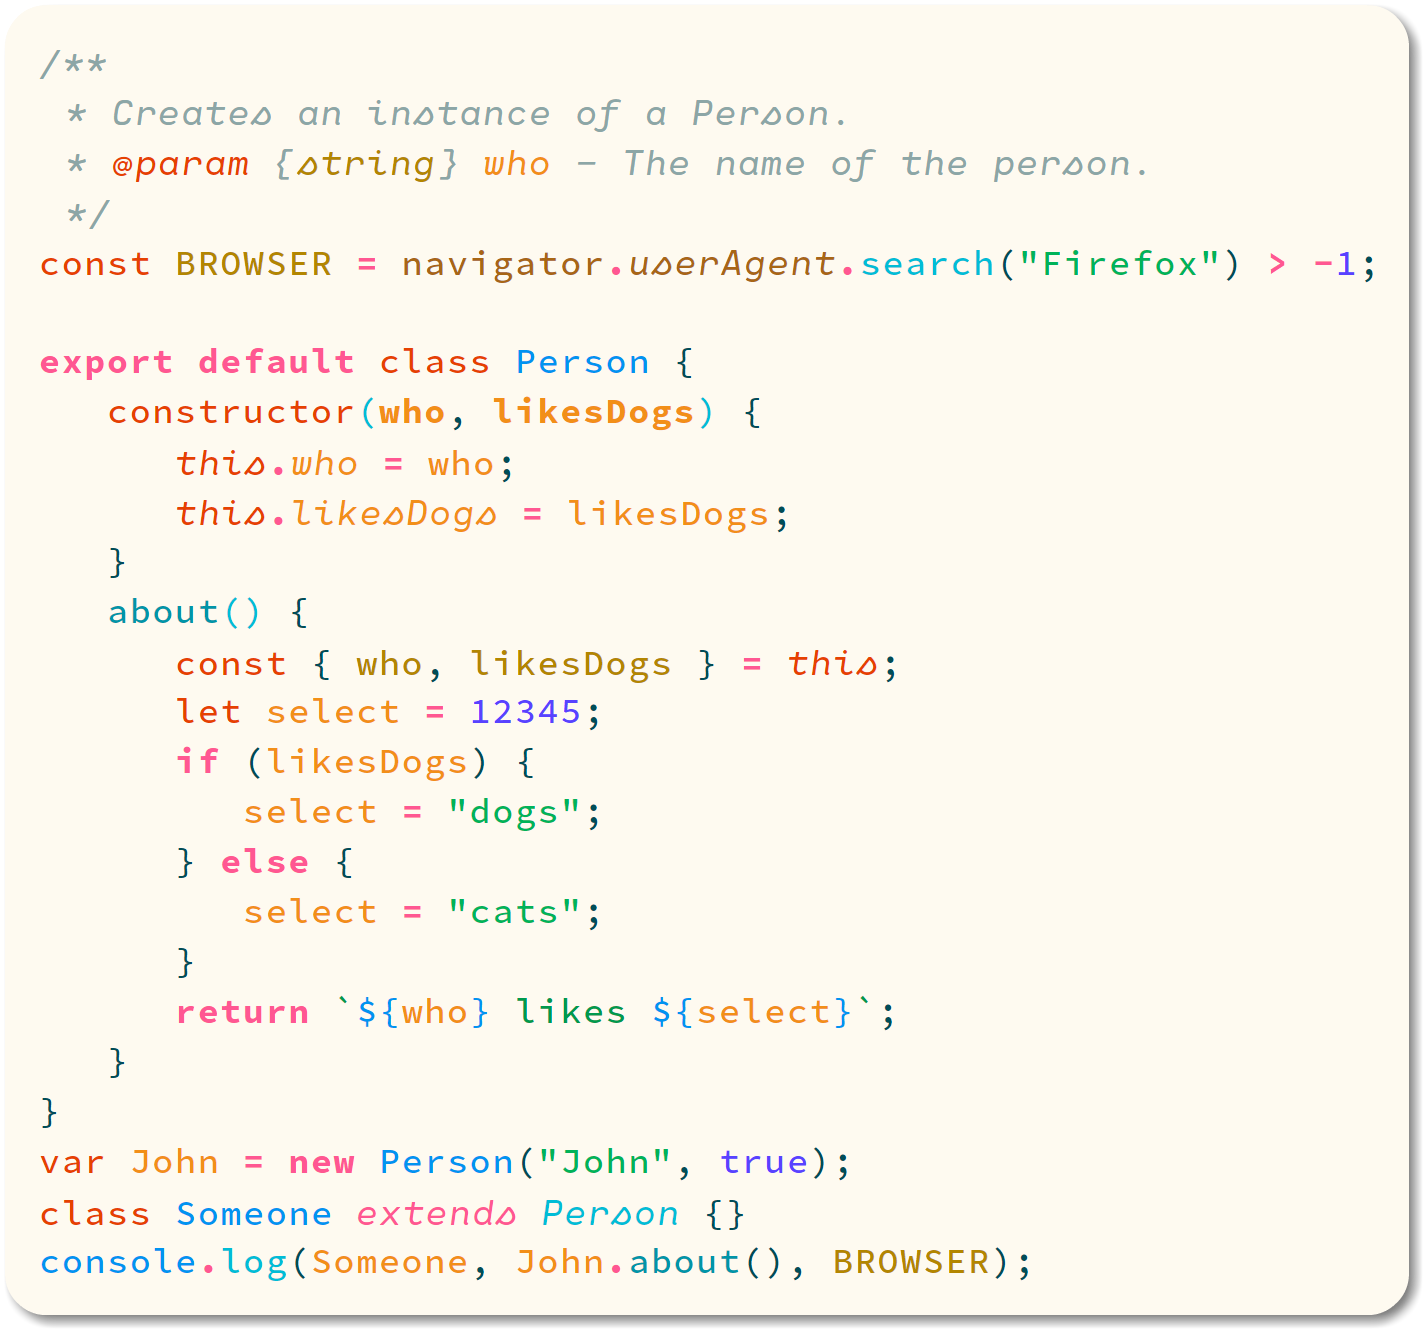 /**
 * Creates an instance of a Person.
 * @param {string} who - The name of the person.
 */
const BROWSER = navigator.userAgent.search("Firefox") > -1;

export default class Person {
   constructor(who, likesDogs) {
      this.who = who;
      this.likesDogs = likesDogs;
   }
   about() {
      const { who, likesDogs } = this;
      let select = 12345;
      if (likesDogs) {
         select = "dogs";
      } else {
         select = "cats";
      }
      return `${who} likes ${select}`;
   }
}
var John = new Person("John", true);
class Someone extends Person {}
console.log(Someone, John.about(), BROWSER);